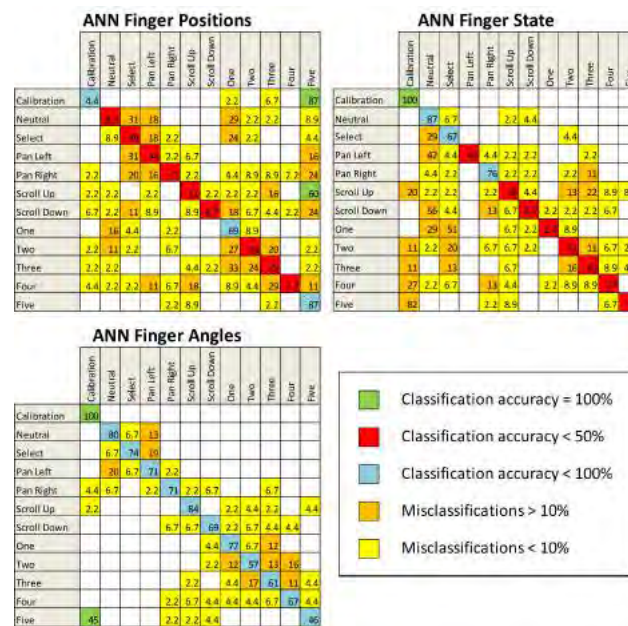 ANN Finger Positions
Calibration Neutral Select Pan Left Pan Right Scroll Up Scroll Down One Two Three Four Five
Calibration 4.4 2.2 6.7 87
Neutral 31 18 29 2.2 2.2 8.9
Select 8.9 18 2.2 24 2.2 4.4
Pan Left 31 2.2 6.7 16
Pan Right 2.2 20 16 2.2 4.4 8.9 8.9 2.2 24
Scroll Up 2.2 2.2 2.2 2.2 2.2 2.2 16 60
Scroll Down 6.7 2.2 11 8.9 8.9 18 6.7 4.4 2.2 24
One 16 4.4 2.2 69 8.9
Two 2.2 11 2.2 6.7 27 20 2.2
Three 2.2 2.2 4.4 2.2 33 24 2.2
Four 4.4 2.2 2.2 11 6.7 18 8.9 4.4 29 11
Five 2.2 8.9 2.2 87
ANN Finger State
Calibration Neutral Select Pan Left Pan Right Scroll Up Scroll Down One Two Three Four
Calibration 100
Neutral 87 6.7 2.2 4.4
Select 29 67 4.4
Pan Left 42 4.4 4.4 2.2 2.2 2.2
Pan Right 4.4 2.2 76 2.2 2.2 11
Scroll Up 20 2.2 6.7 2.2 4.4 13 22 8.9
Scroll Down 56 4.4 13 6.7 2.2 2.2 2.2 6.7
One 29 51 6.7 2.2 8.9
Two 11 2.2 20 6.7 6.7 2.2 11 6.7
Three 11 13 6.7 16 8.9
Four 27 2.2 6.7 13 4.4 2.2 8.9 8.9
Five 82 2.2 8.9 6.7
ANN Finger Angles
Calibration Neutral Select Pan Left Pan Right Scroll Up Scroll Down One Two Three Four Five
Calibration 100
Neutral 80 6.7 13
Select 6.7 74 19
Pan Left 20 6.7 71 2.2
Pan Right 4.4 6.7 2.2 71 2.2 6.7 6.7
Scroll Up 2.2 84 2.2 4.4 2.2 4.4
Scroll Down 6.7 6.7 69 2.2 6.7 4.4 4.4
One 4.4 77 6.7 12
Two 2.2 12 57 13 16
Three 2.2 4.4 17 61 11 4.4
Four 2.2 6.7 4.4 4.4 4.4 6.7 67 4.4
Five 45 2.2 2.2 4.4 46
Classification accuracy = 100%
Classification accuracy < 50%
Classification accuracy < 100%
Misclassifications > 10%
Misclassifications < 10%